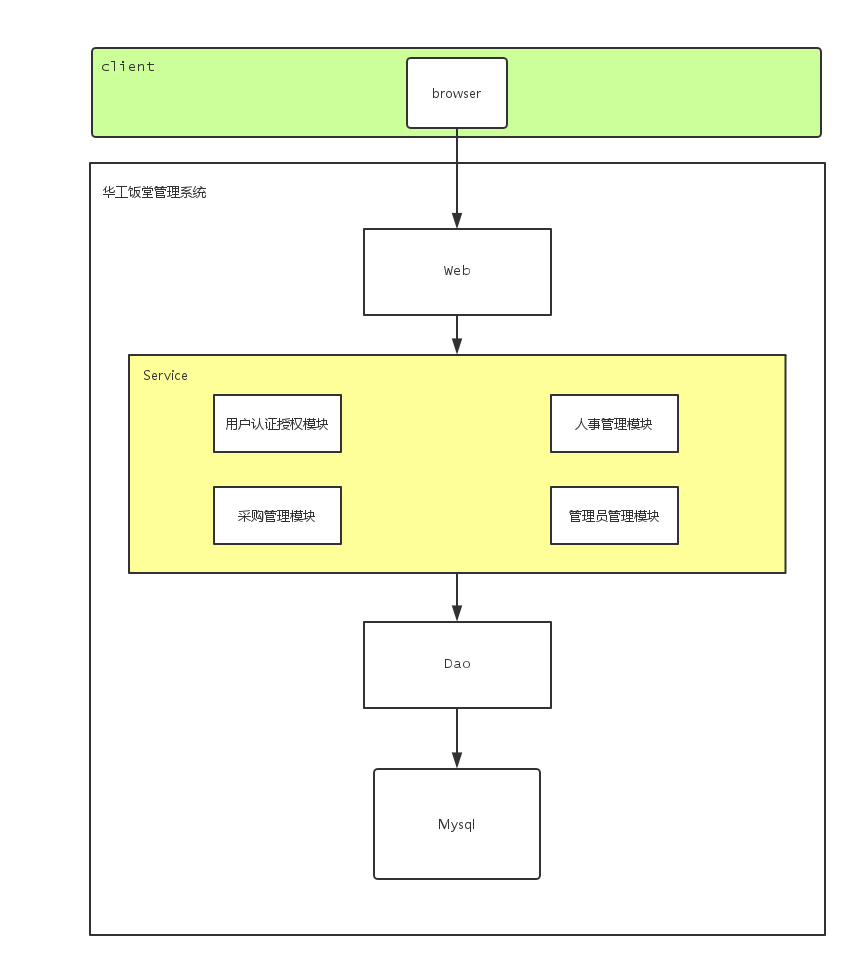 client
browser
华工饭堂管理系统
Web
Service
用户认证授权模块
人事管理模块
采购管理模块
管理员管理模块
Dao
Mysql